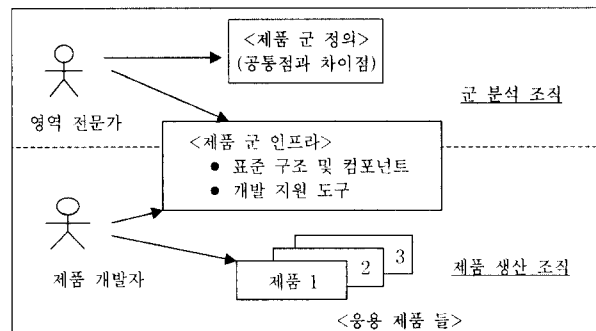 <제품 군 정의>
(공통점과 차이점)
군 분석 조직
영역 전문가
<제품 군 인프라>
● 표준 구조 및 컴포넌트
● 개발 지원 도구
제품 개발자
제품 1
2
3
제품 생산 조직
<응용 제품 들>